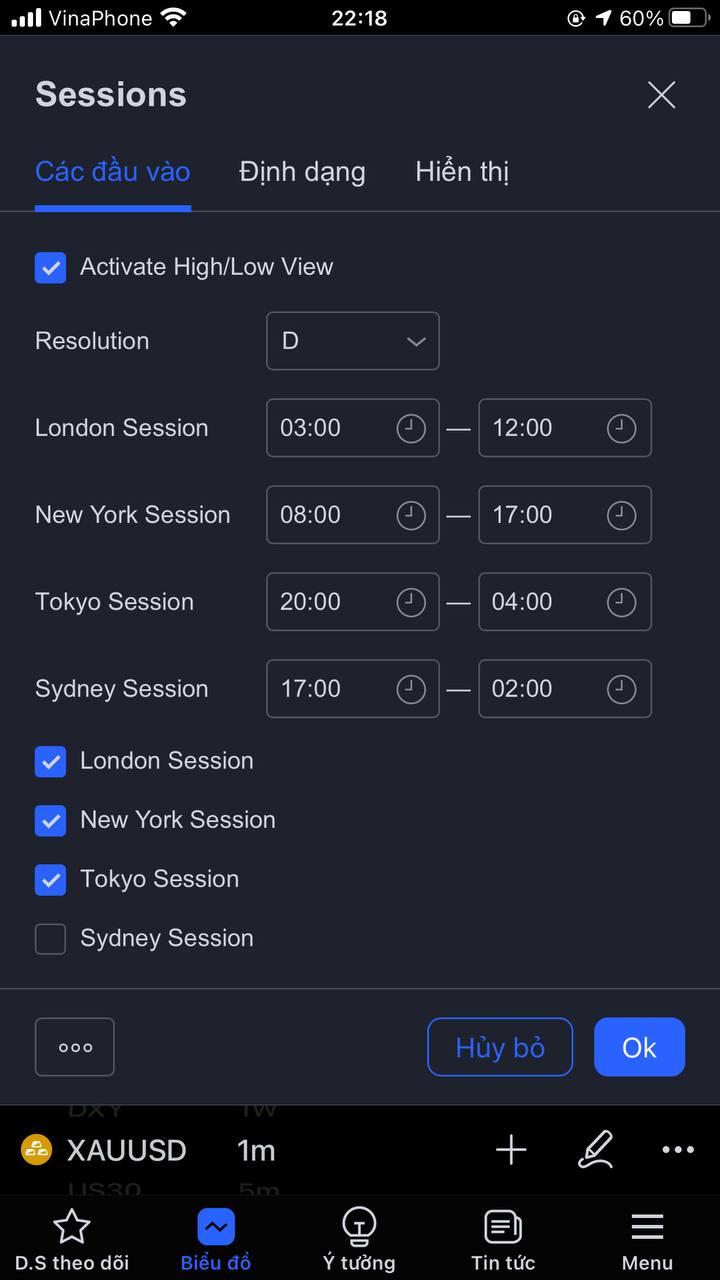 VinaPhone 22:18 60%
Sessions
Các đầu vào Định dạng Hiển thị
Activate High/Low View
Resolution D
London Session 03:00 — 12:00
New York Session 08:00 — 17:00
Tokyo Session 20:00 — 04:00
Sydney Session 17:00 — 02:00
London Session
New York Session
Tokyo Session
Sydney Session
Hủy bỏ Ok
DXY 1W
XAUUSD 1m
US30 5m
D.S theo dõi Biểu đồ Ý tưởng Tin tức Menu